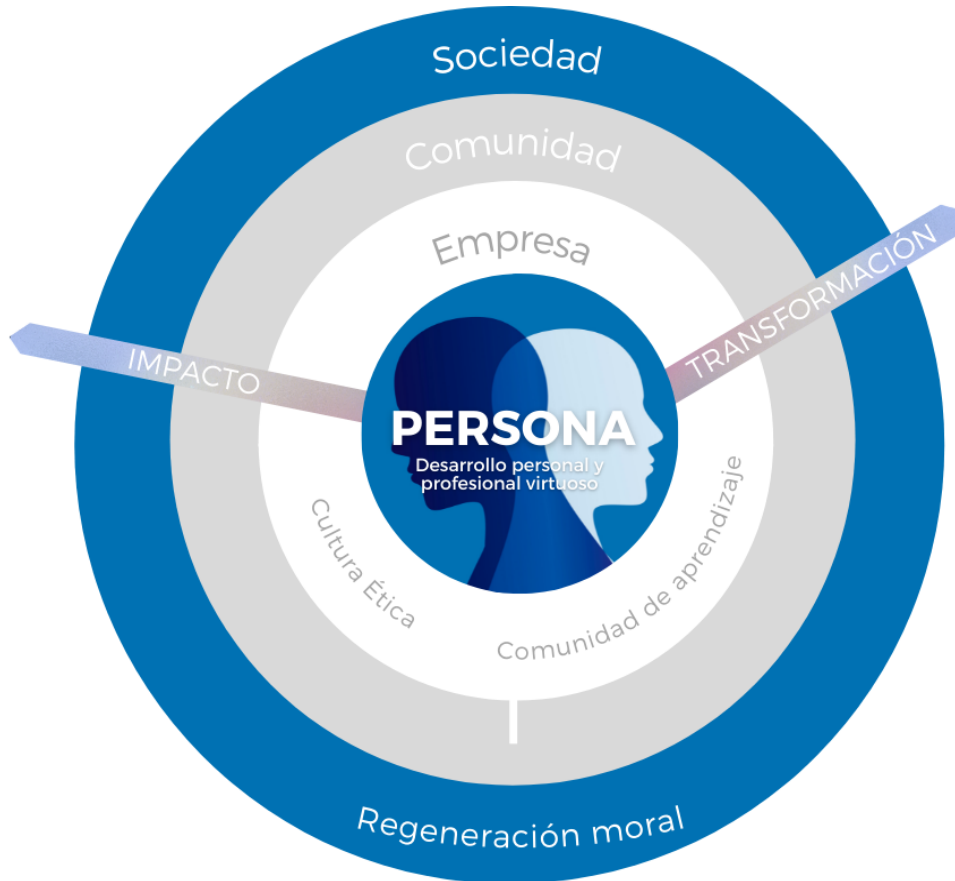 Sociedad
Comunidad
Empresa
IMPACTO
TRANSFORMACIÓN
PERSONA
Desarrollo personal y
profesional virtuoso
Cultura Ética
Comunidad de aprendizaje
Regeneración moral